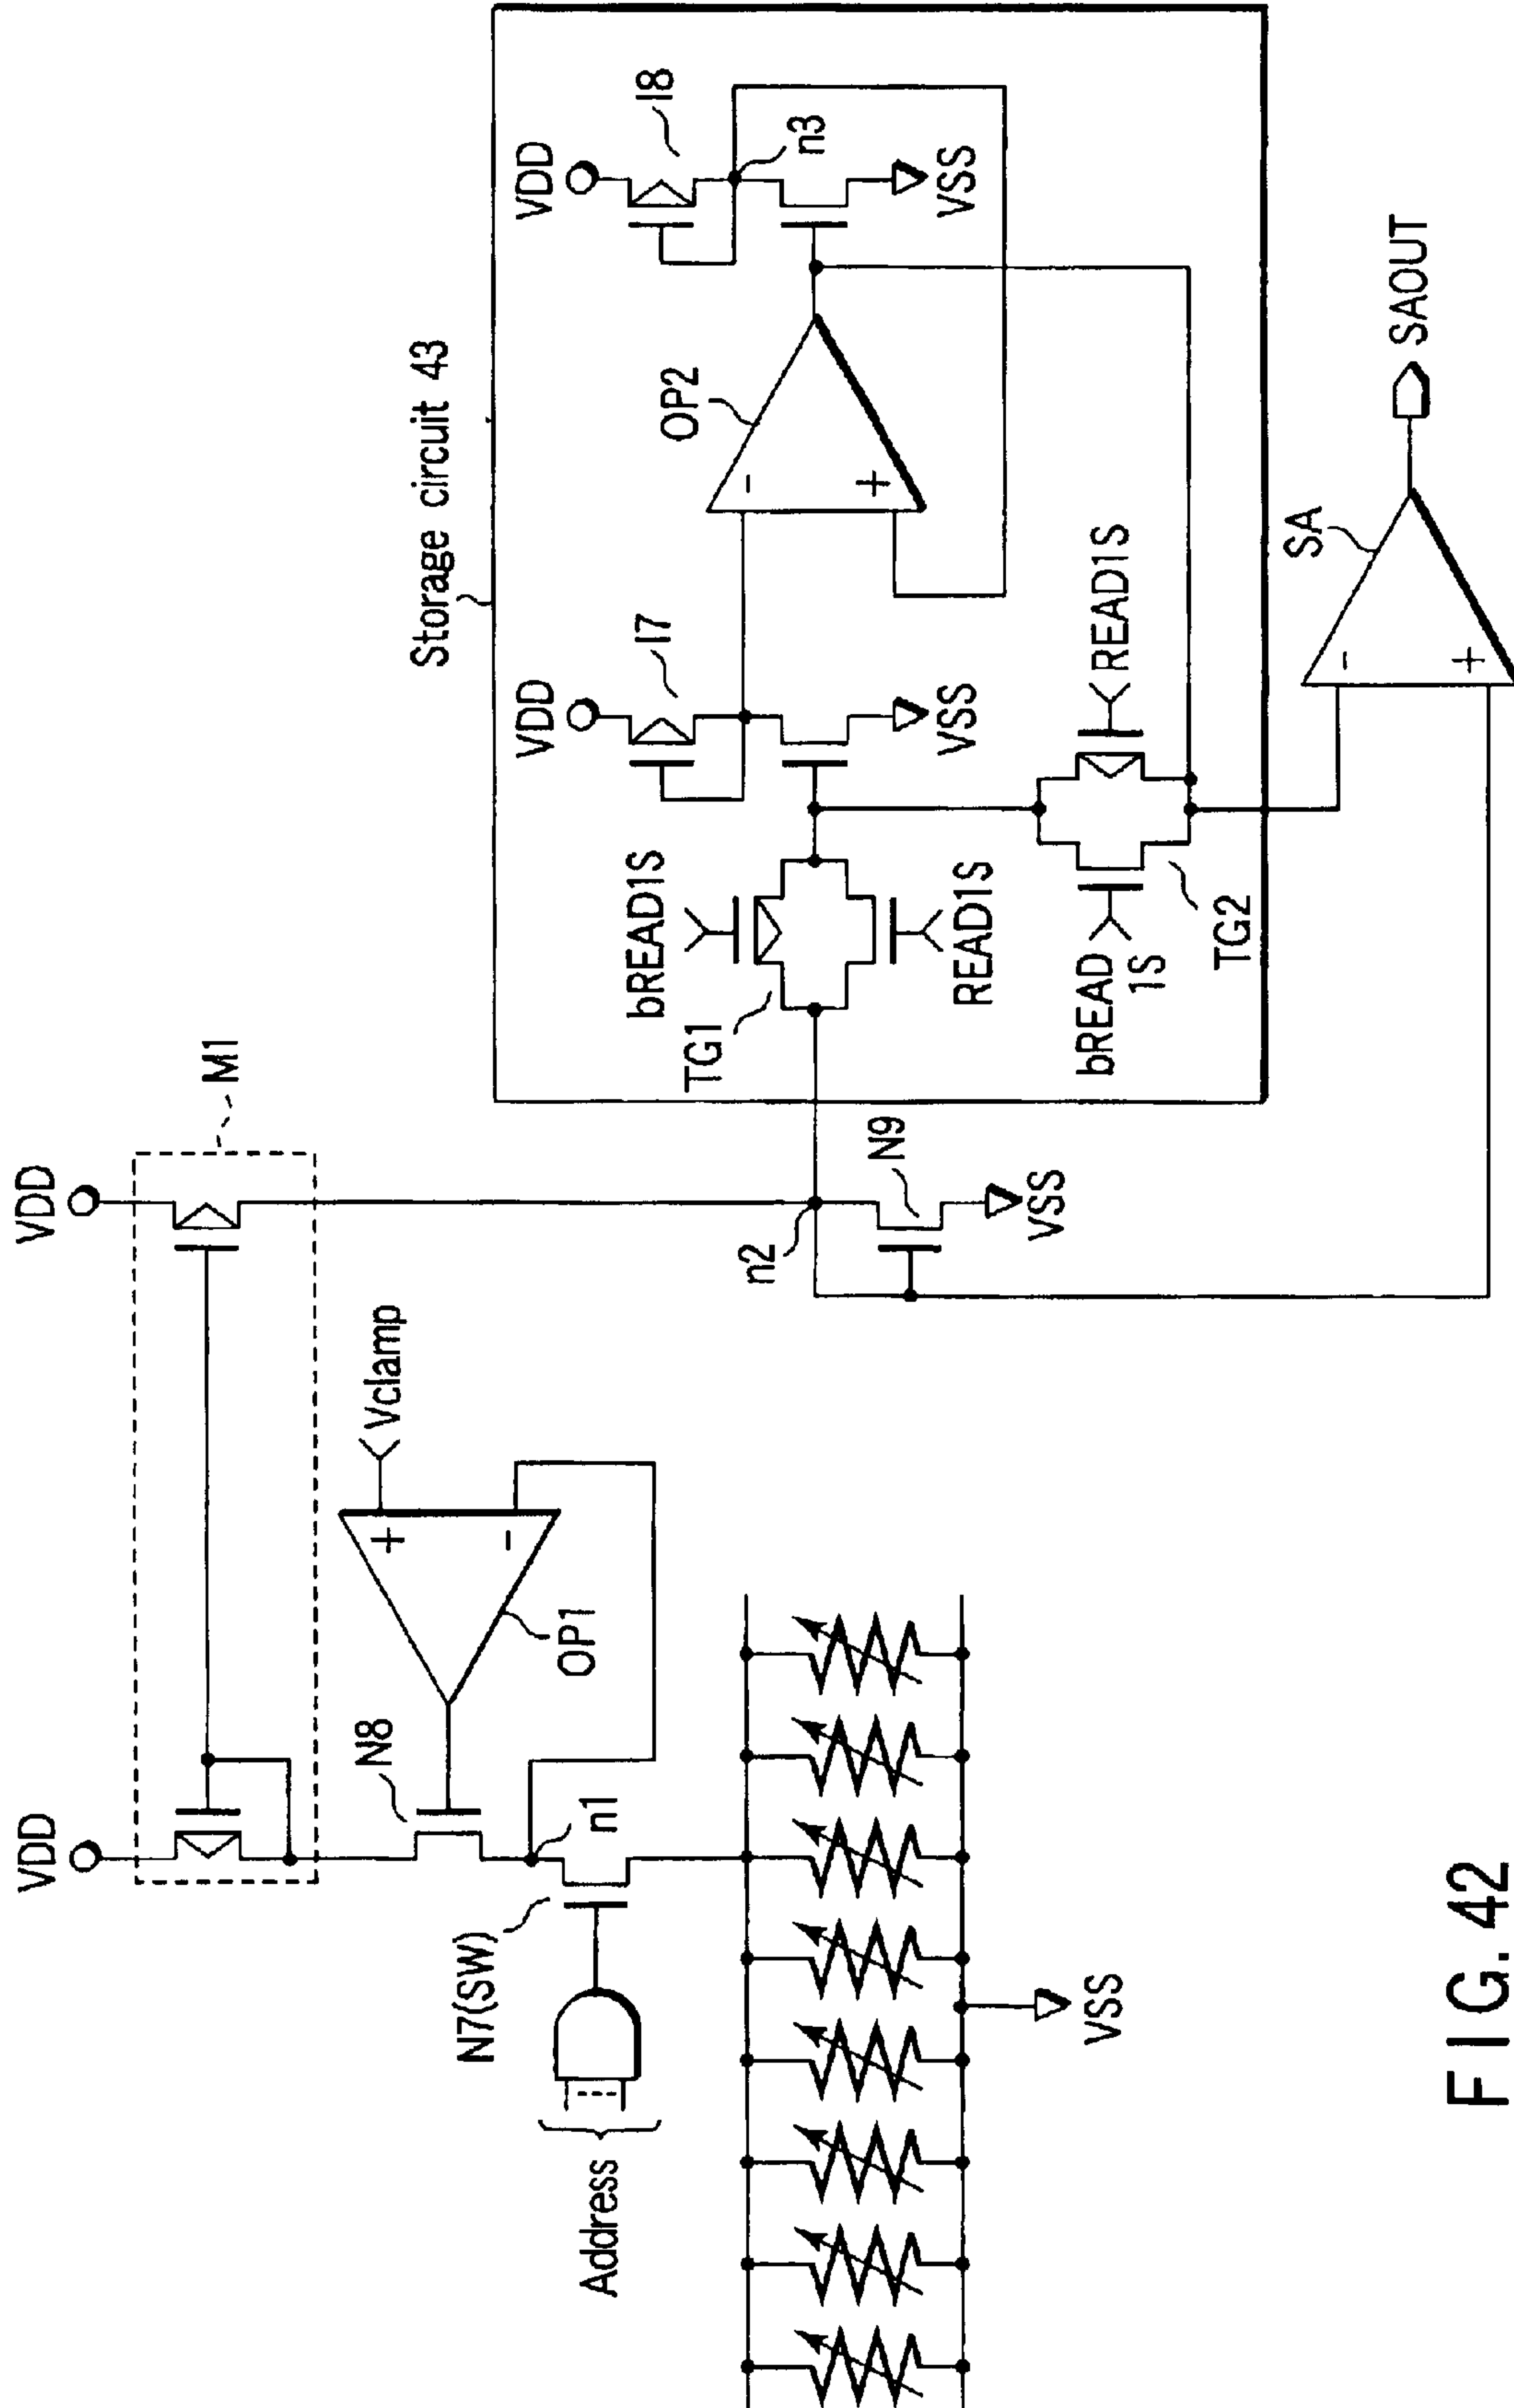 VDD
VDD
M1
N8
OP1
+
-
Vclamp
n1
N7(SW)
Address
VSS
n2
N9
VSS
Storage circuit 43
VDD
I7
VSS
VDD
I8
n3
VSS
OP2
-
+
bREAD1S
TG1
READ1S
bREAD
1S
TG2
READ1S
SA
-
+
SAOUT
FIG. 42